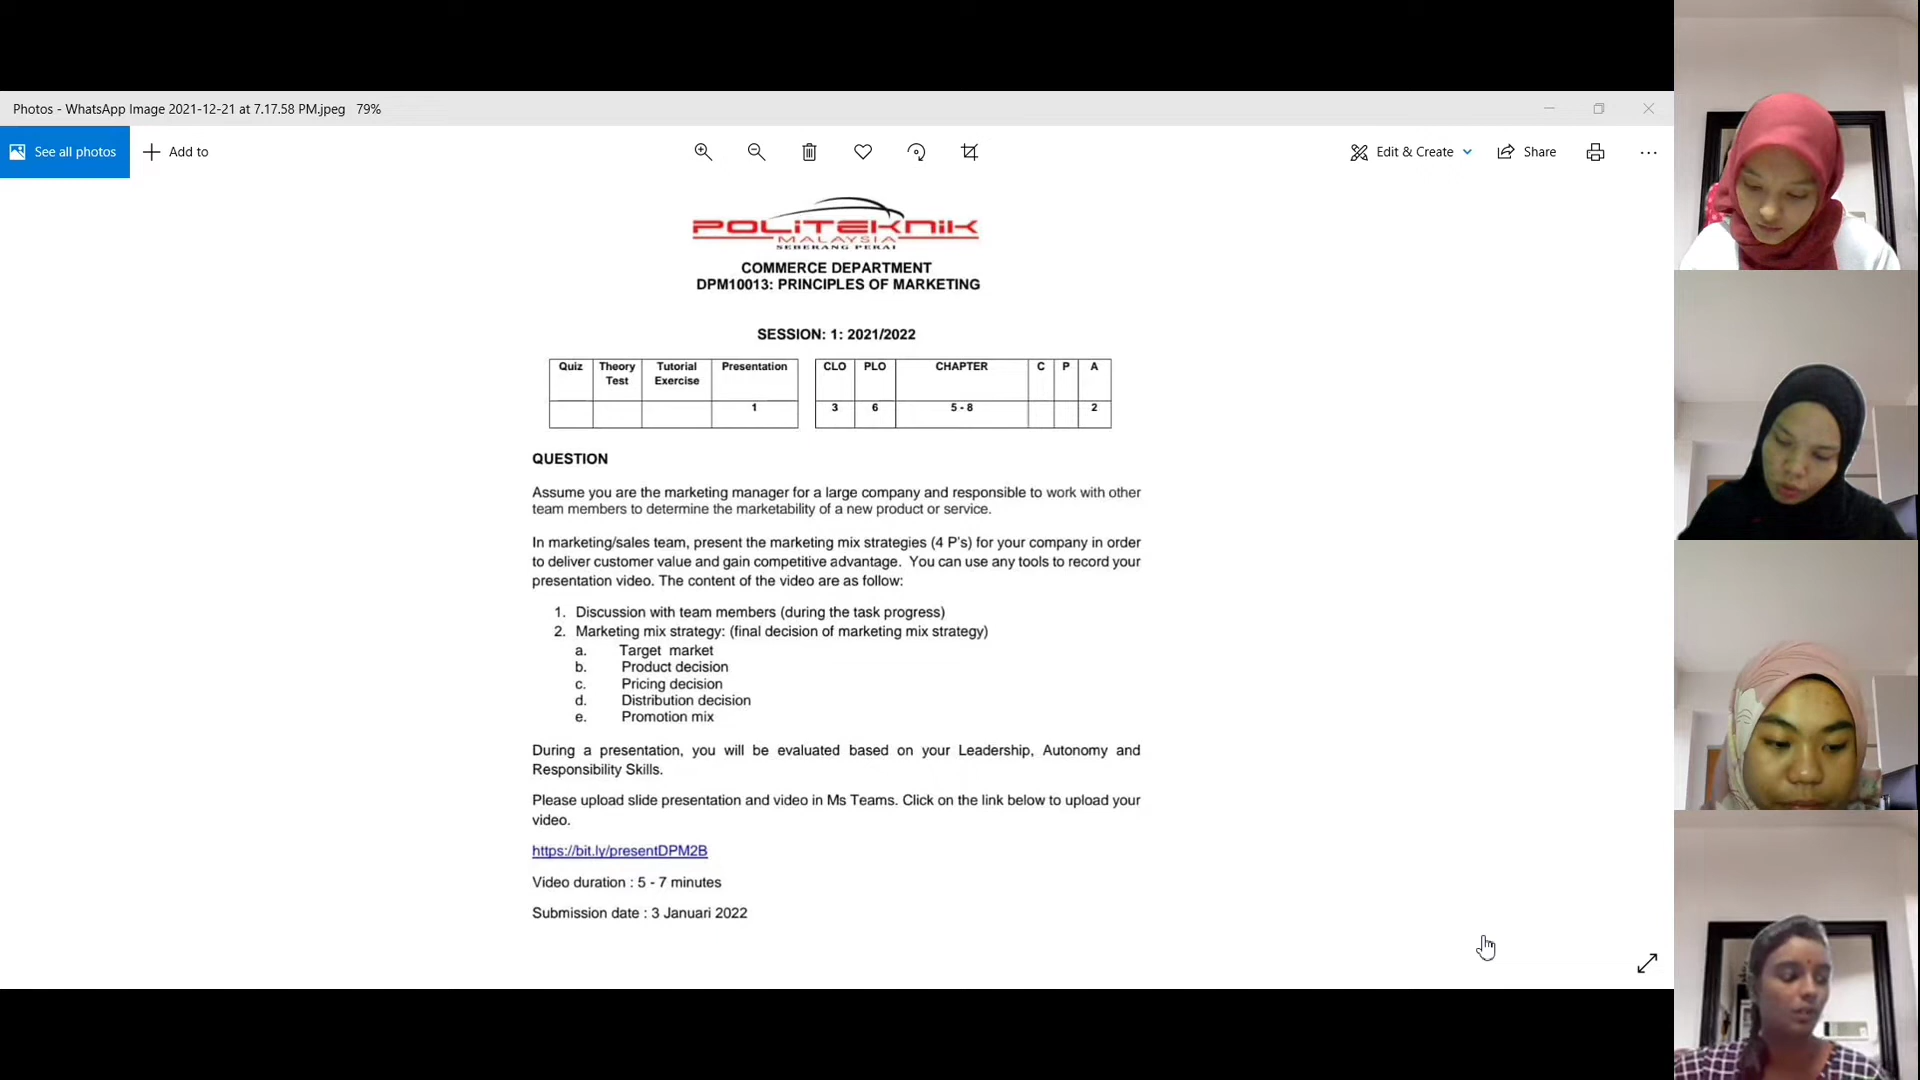 Photos - WhatsApp Image 2021-12-21 at 7.17.58 PM.jpeg   79%
See all photos
Add to
Edit & Create
Share
POLiTEKNiK
MALAYSIA
SEBERANG PERAI
COMMERCE DEPARTMENT
DPM10013: PRINCIPLES OF MARKETING
SESSION: 1: 2021/2022
Quiz Theory Test Tutorial Exercise Presentation
1
CLO PLO CHAPTER C P A
3 6 5 - 8 2
QUESTION
Assume you are the marketing manager for a large company and responsible to work with other
team members to determine the marketability of a new product or service.
In marketing/sales team, present the marketing mix strategies (4 P's) for your company in order
to deliver customer value and gain competitive advantage.  You can use any tools to record your
presentation video. The content of the video are as follow:
1. Discussion with team members (during the task progress)
2. Marketing mix strategy: (final decision of marketing mix strategy)
a. Target market
b. Product decision
c. Pricing decision
d. Distribution decision
e. Promotion mix
During a presentation, you will be evaluated based on your Leadership, Autonomy and
Responsibility Skills.
Please upload slide presentation and video in Ms Teams. Click on the link below to upload your
video.
https://bit.ly/presentDPM2B
Video duration : 5 - 7 minutes
Submission date : 3 Januari 2022